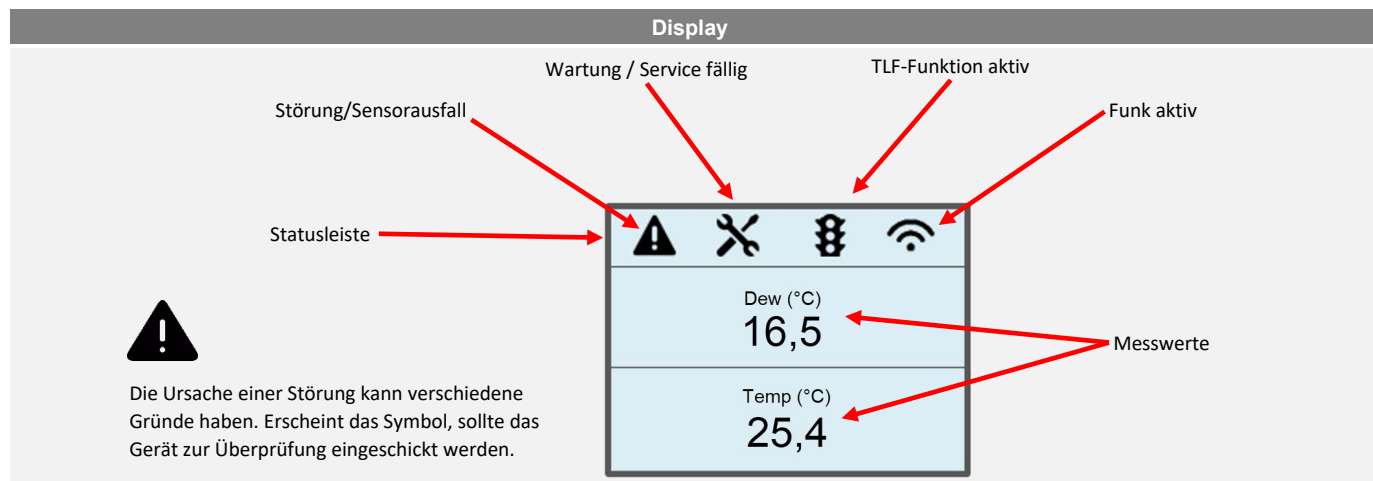 Display
Wartung / Service fällig
TLF-Funktion aktiv
Störung/Sensorausfall
Funk aktiv
Statusleiste
Dew (°C)
16,5
Messwerte
Temp (°C)
25,4
Die Ursache einer Störung kann verschiedene
Gründe haben. Erscheint das Symbol, sollte das
Gerät zur Überprüfung eingeschickt werden.